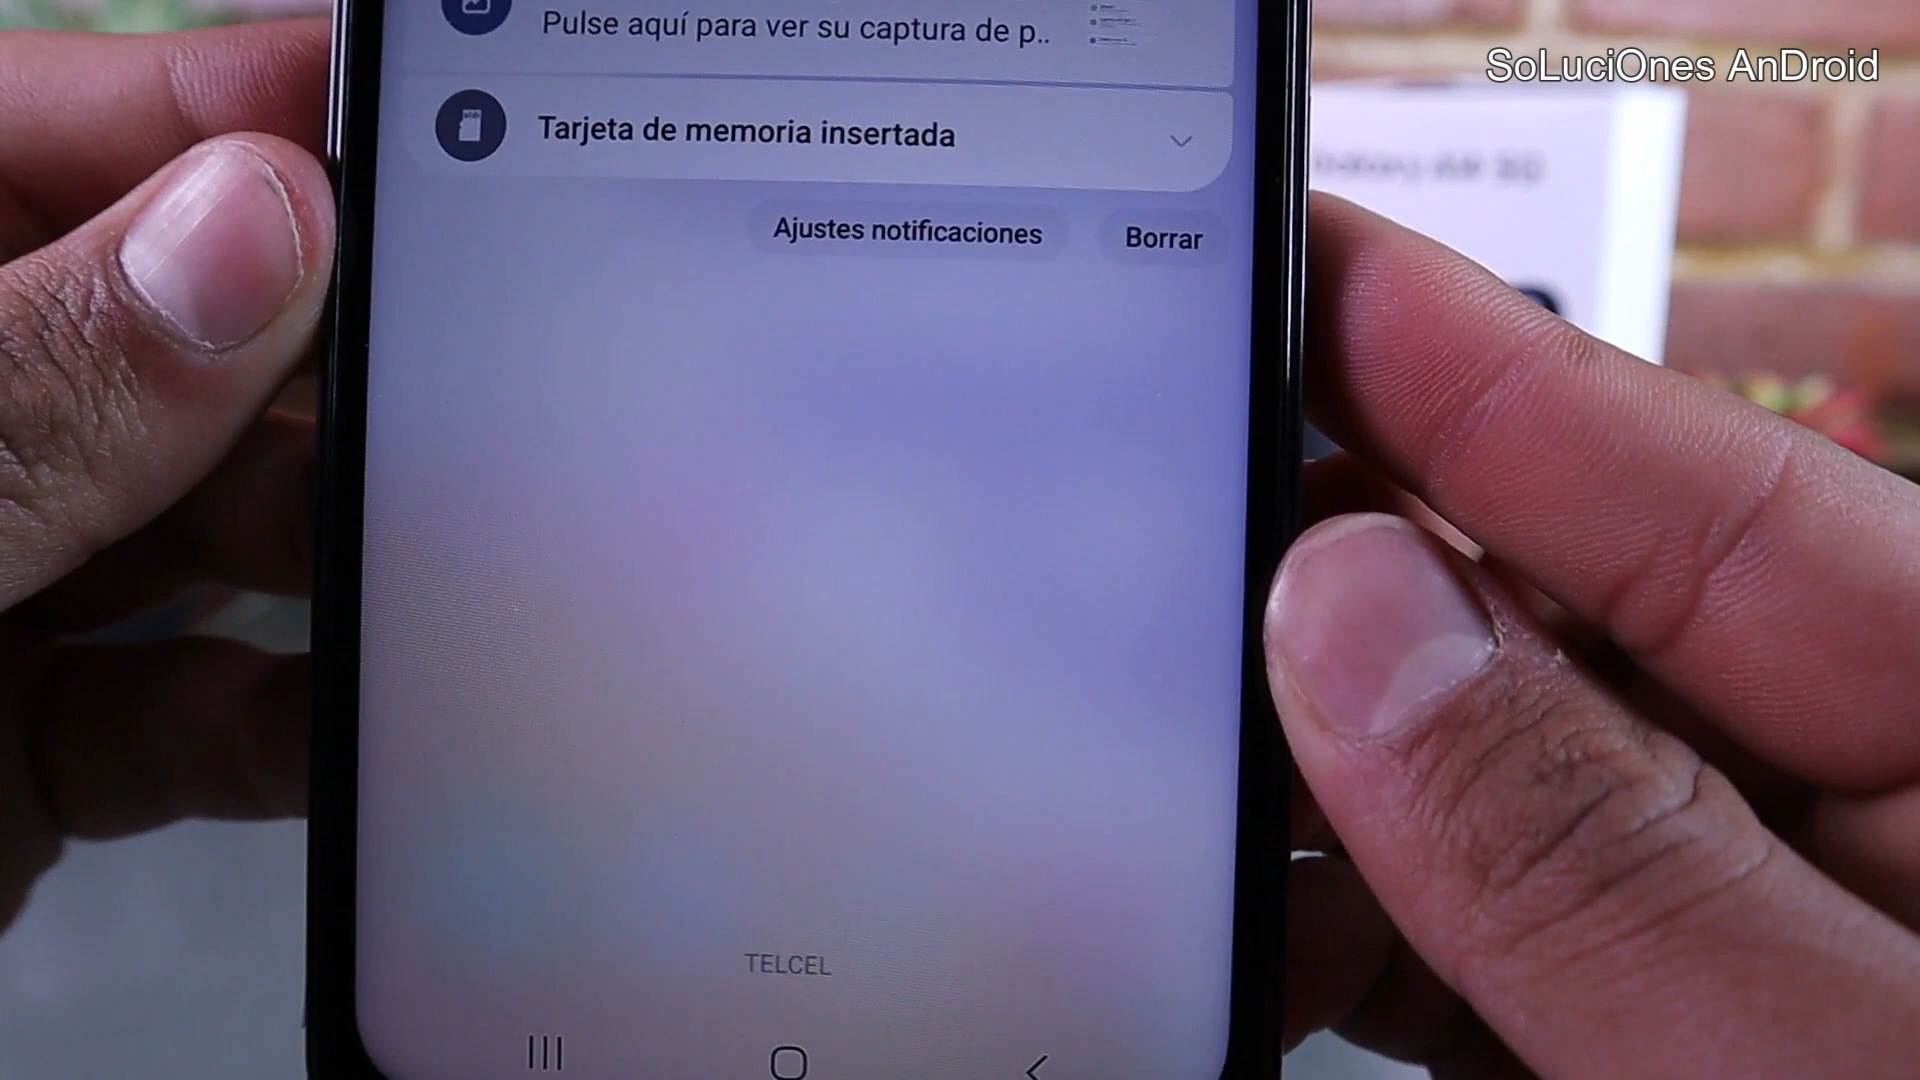 SoLuciOnes AnDroid
Pulse aquí para ver su captura de p..
Tarjeta de memoria insertada
Ajustes notificaciones
Borrar
TELCEL